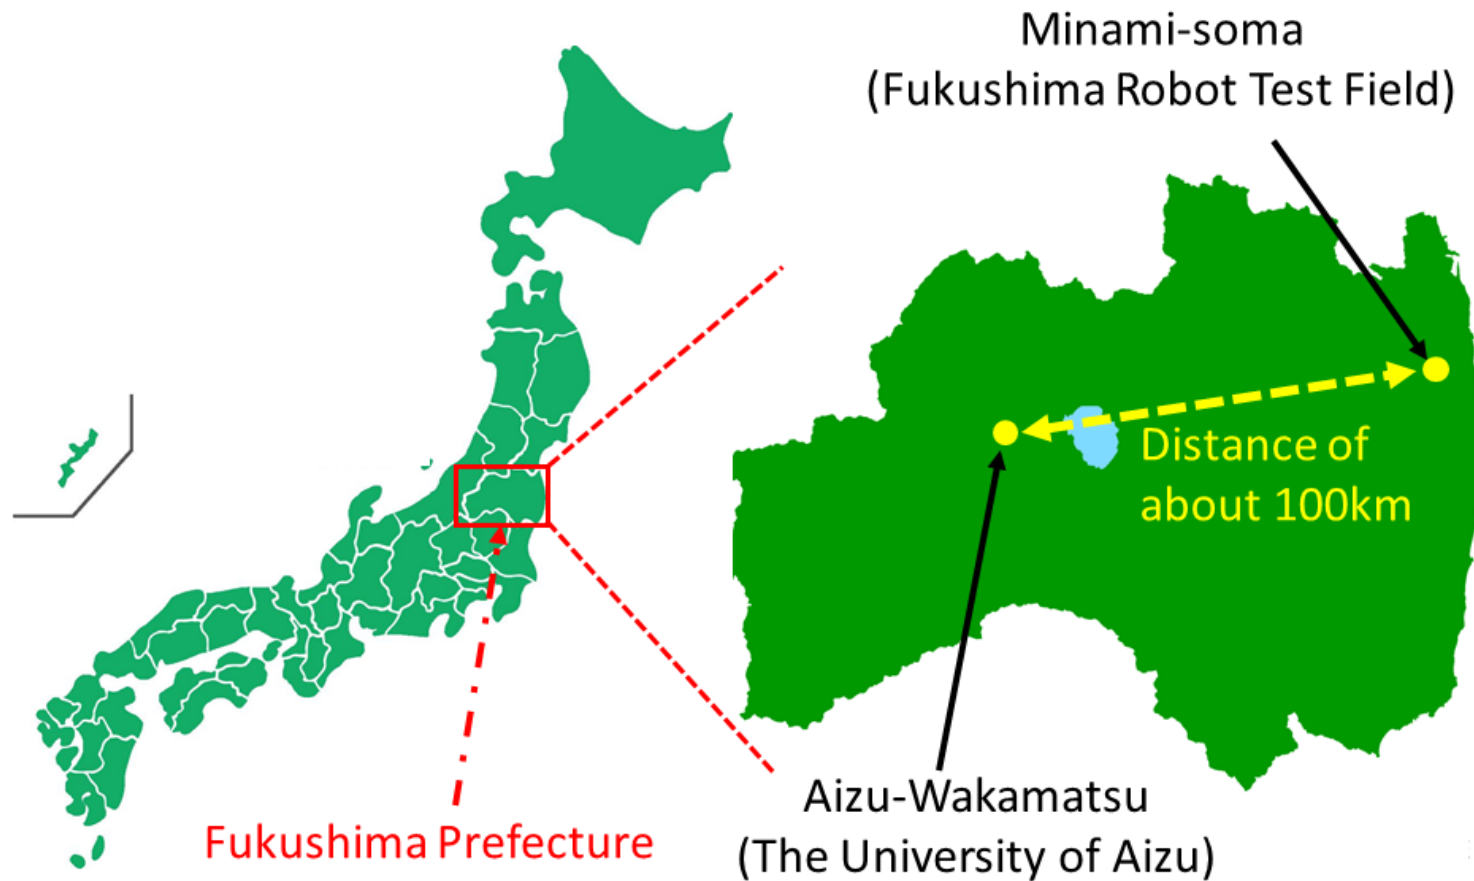 Minami-soma
(Fukushima Robot Test Field)
Distance of
about 100km
Fukushima Prefecture
Aizu-Wakamatsu
(The University of Aizu)